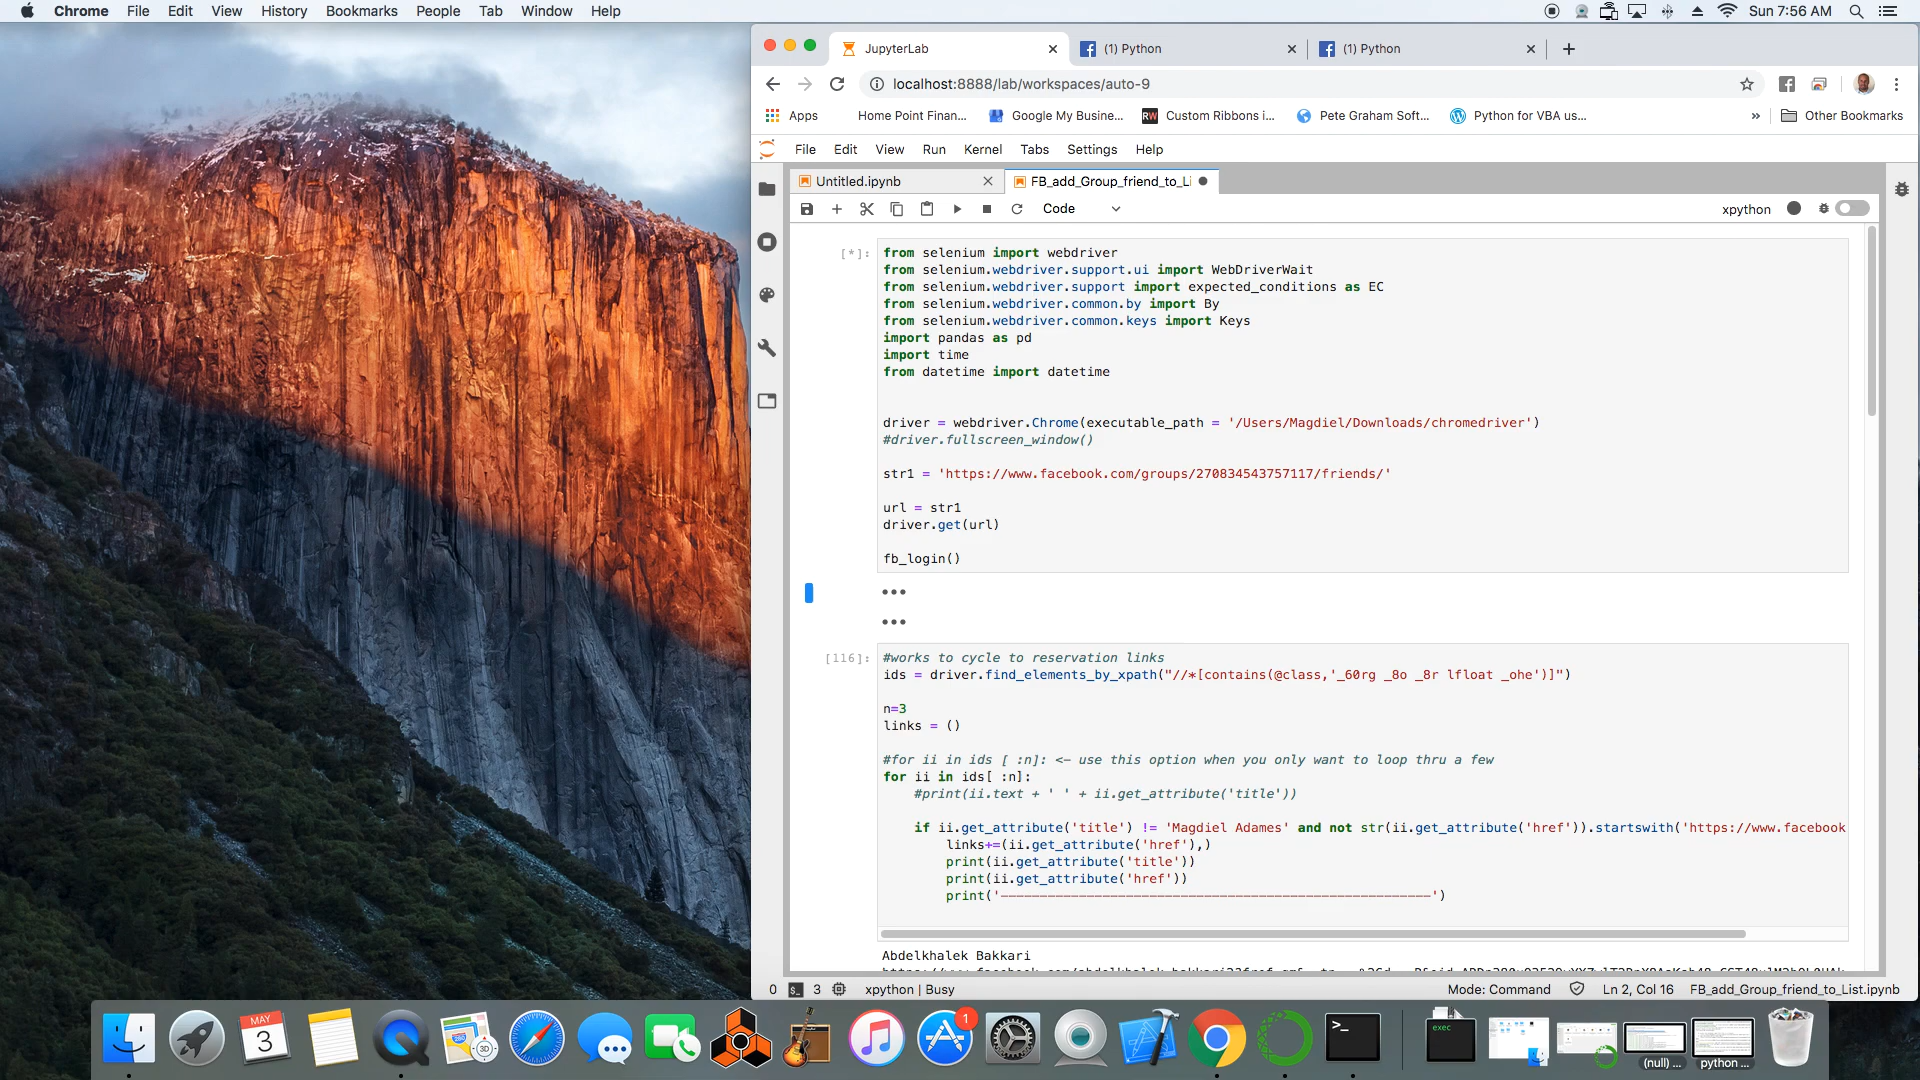 Chrome File Edit View History Bookmarks People Tab Window Help Sun 7:56 AM
JupyterLab (1) Python (1) Python
localhost:8888/lab/workspaces/auto-9
Apps Home Point Finan... Google My Busine... RW Custom Ribbons i... Pete Graham Soft... Python for VBA us... » Other Bookmarks
File Edit View Run Kernel Tabs Settings Help
Untitled.ipynb FB_add_Group_friend_to_Li
Code xpython
[*]: from selenium import webdriver
from selenium.webdriver.support.ui import WebDriverWait
from selenium.webdriver.support import expected_conditions as EC
from selenium.webdriver.common.by import By
from selenium.webdriver.common.keys import Keys
import pandas as pd
import time
from datetime import datetime
driver = webdriver.Chrome(executable_path = '/Users/Magdiel/Downloads/chromedriver')
#driver.fullscreen_window()
str1 = 'https://www.facebook.com/groups/270834543757117/friends/'
url = str1
driver.get(url)
fb_login()
[116]: #works to cycle to reservation links
ids = driver.find_elements_by_xpath("//*[contains(@class,'_60rg _8o _8r lfloat _ohe')]")
n=3
links = ()
#for ii in ids [ :n]: <- use this option when you only want to loop thru a few
for ii in ids[ :n]:
#print(ii.text + ' ' + ii.get_attribute('title'))
if ii.get_attribute('title') != 'Magdiel Adames' and not str(ii.get_attribute('href')).startswith('https://www.facebook
links+=(ii.get_attribute('href'),)
print(ii.get_attribute('title'))
print(ii.get_attribute('href'))
print('-------------------------------------------------------')
Abdelkhalek Bakkari
0 3 xpython | Busy Mode: Command Ln 2, Col 16 FB_add_Group_friend_to_List.ipynb
MAY
3
3D
1
>_
exec
(null) ...
python ...